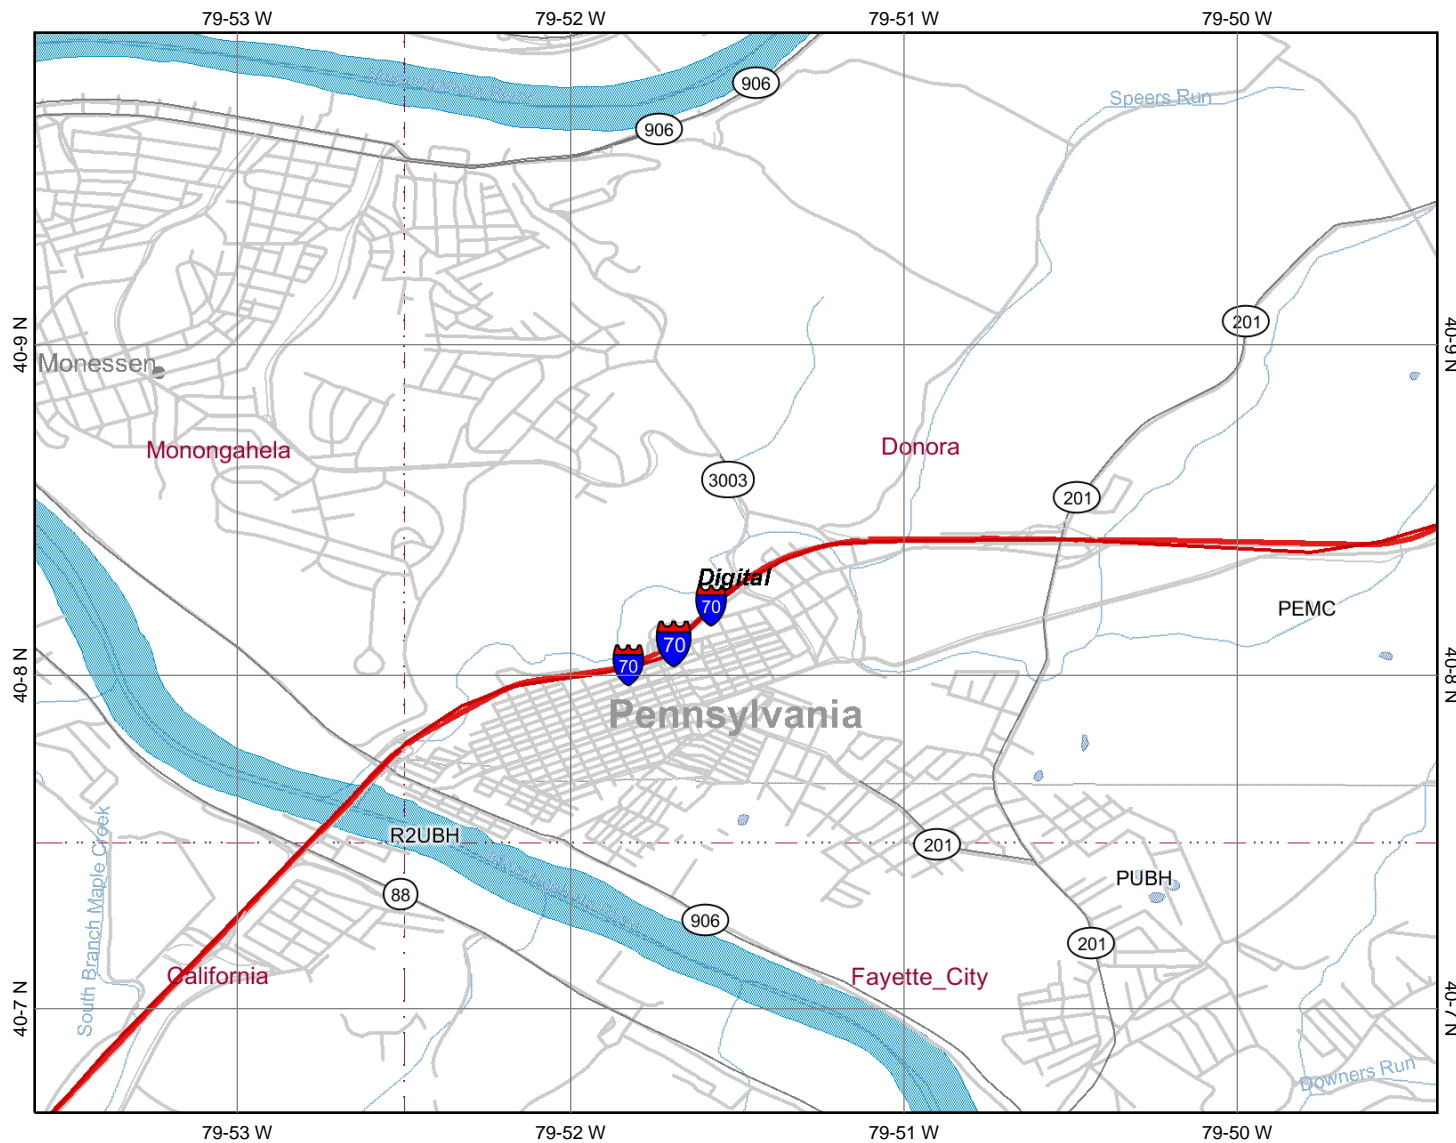 79-53 W
79-52 W
79-51 W
79-50 W
906
906
Speers Run
201
40-9 N
40-9 N
Monessen
Monongahela
Donora
3003
201
Digital
70
70
70
PEMC
40-8 N
40-8 N
Pennsylvania
R2UBH
201
88
906
PUBH
201
South Branch Maple Creek
California
Fayette_City
40-7 N
40-7 N
Downers Run
79-53 W
79-52 W
79-51 W
79-50 W